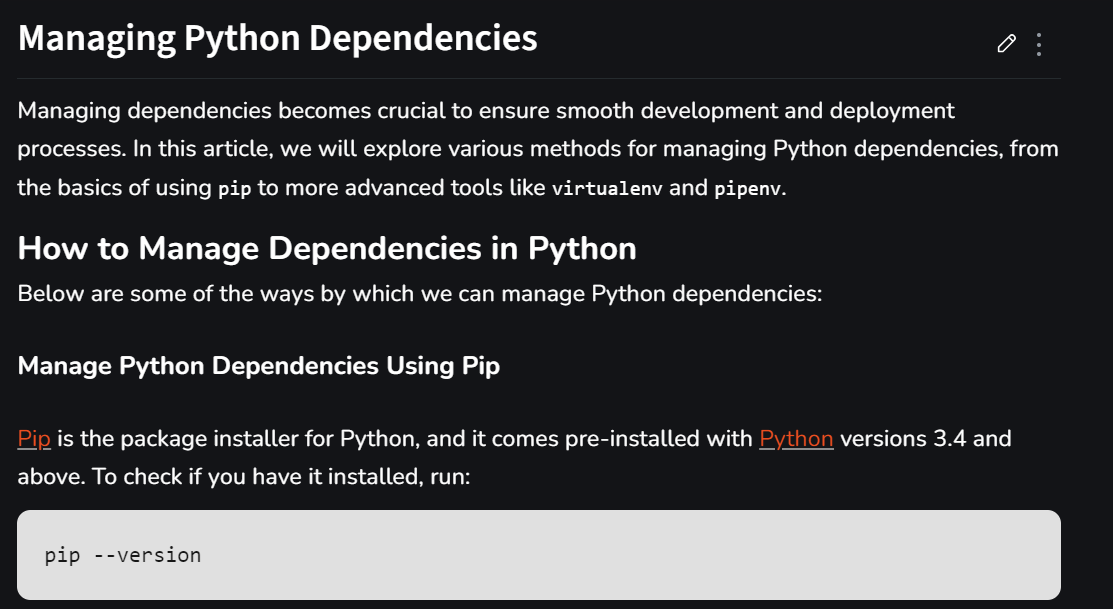 Managing Python Dependencies
Managing dependencies becomes crucial to ensure smooth development and deployment
processes. In this article, we will explore various methods for managing Python dependencies, from
the basics of using pip to more advanced tools like virtualenv and pipenv.
How to Manage Dependencies in Python
Below are some of the ways by which we can manage Python dependencies:
Manage Python Dependencies Using Pip
Pip is the package installer for Python, and it comes pre-installed with Python versions 3.4 and
above. To check if you have it installed, run:
pip --version